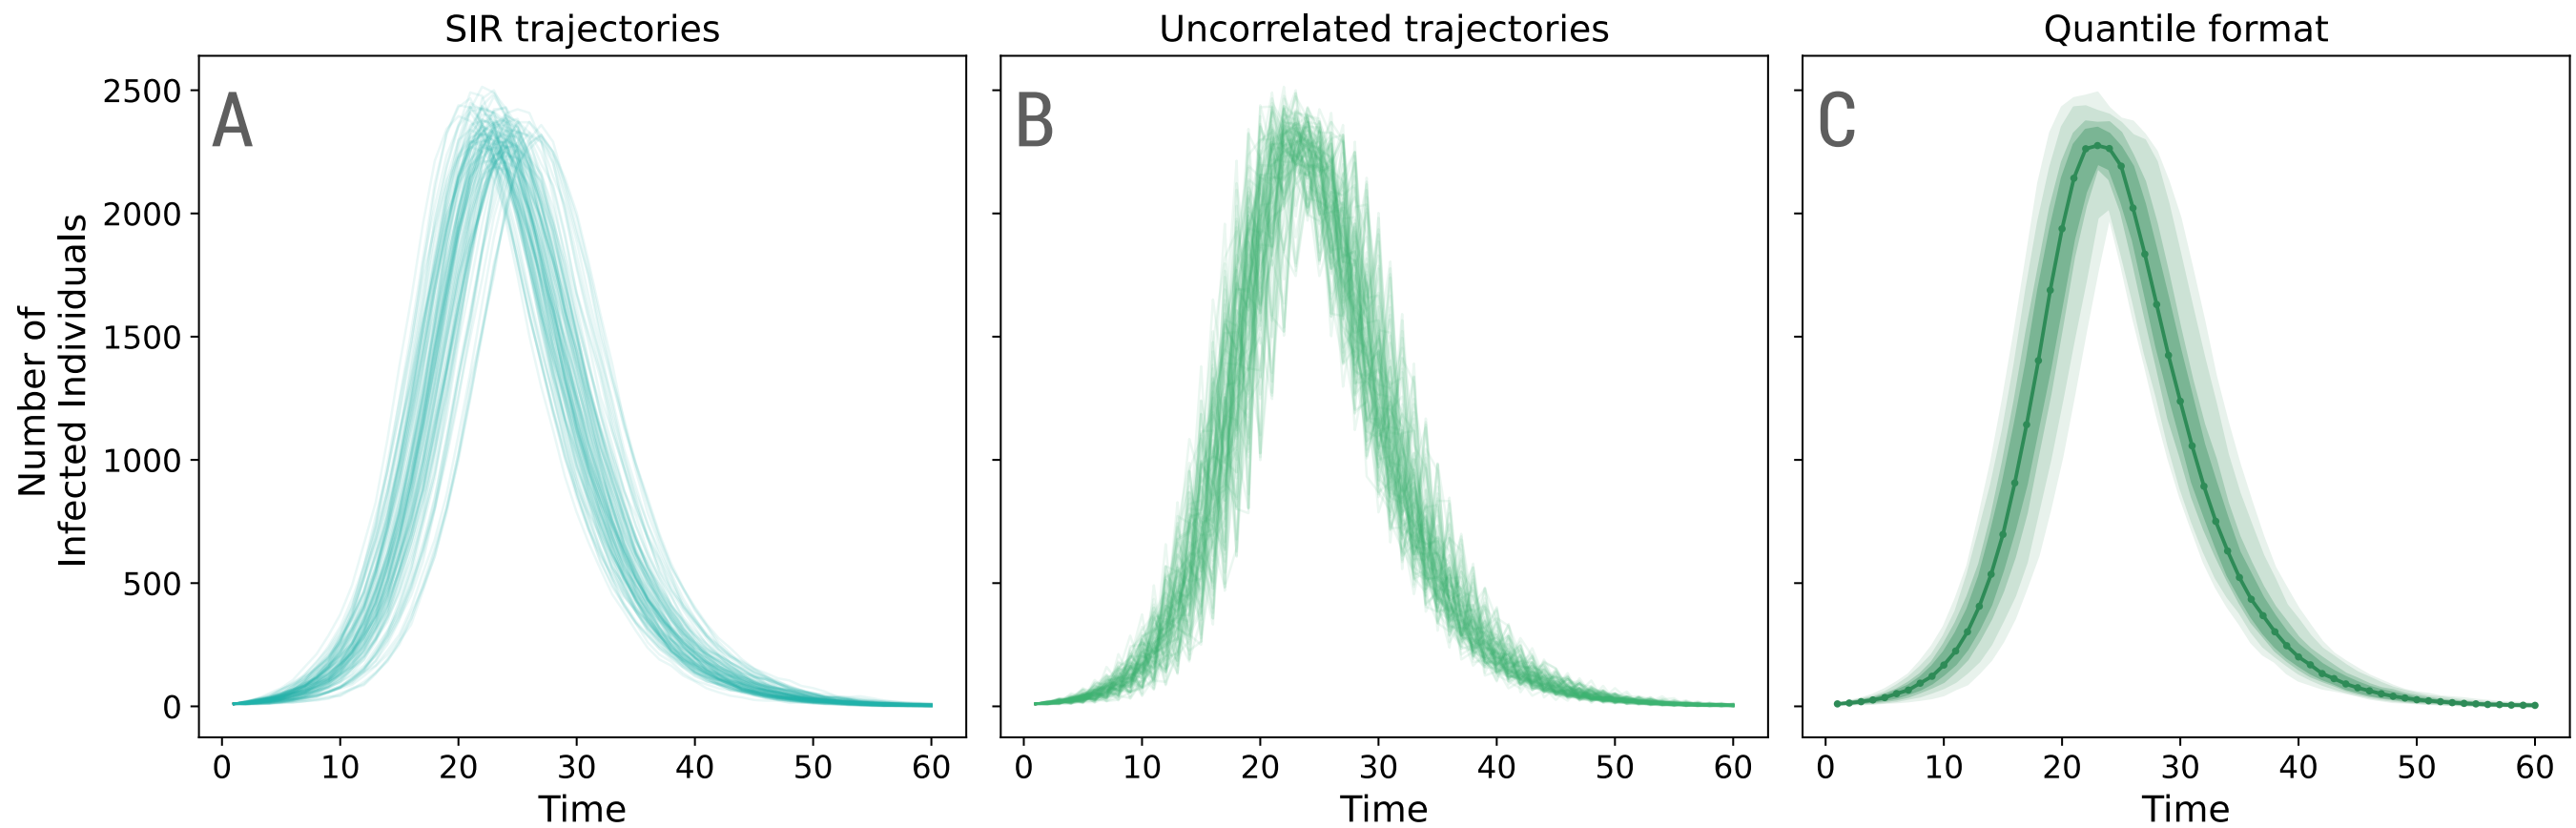 SIR trajectories
Uncorrelated trajectories
Quantile format
A
B
C
Number of
Infected Individuals
2500
2000
1500
1000
500
0
0 10 20 30 40 50 60
0 10 20 30 40 50 60
0 10 20 30 40 50 60
Time
Time
Time